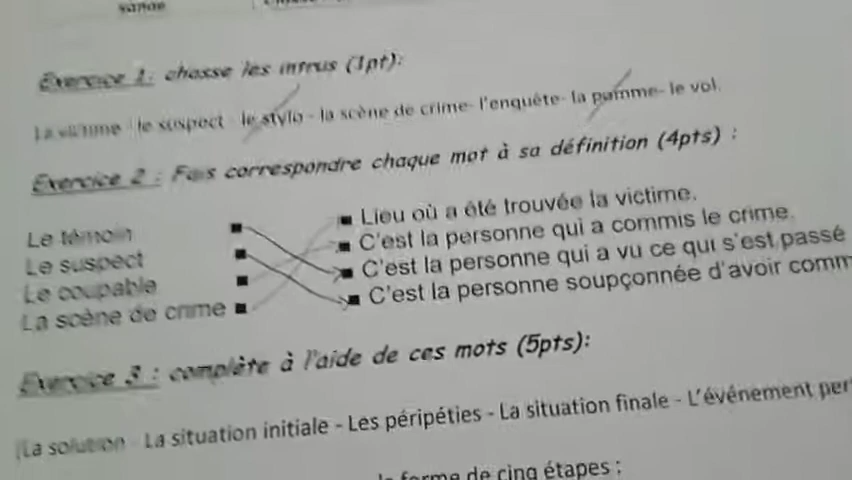 Exercice 1: chasse les intrus (1pt):
La victime - le suspect - le stylo - la scène de crime- l'enquête- la pomme- le vol.
Exercice 2 : Fais correspondre chaque mot à sa définition (4pts) :
Le témoin
Le suspect
Le coupable
La scène de crime
Lieu où a été trouvée la victime.
C'est la personne qui a commis le crime.
C'est la personne qui a vu ce qui s'est passé
C'est la personne soupçonnée d'avoir comm
Exercice 3 : complète à l'aide de ces mots (5pts):
La solution - La situation initiale - Les péripéties - La situation finale - L'événement per
la forme de cinq étapes :